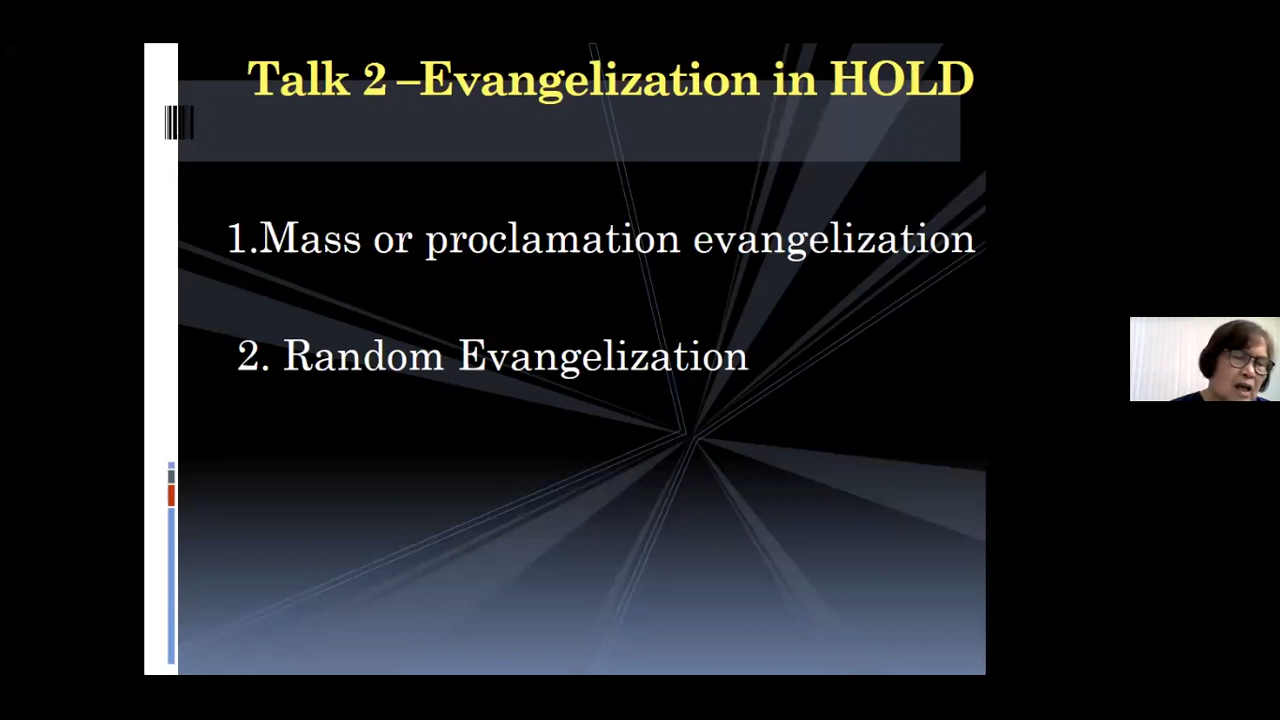 Talk 2 –Evangelization in HOLD
1.Mass or proclamation evangelization
2. Random Evangelization